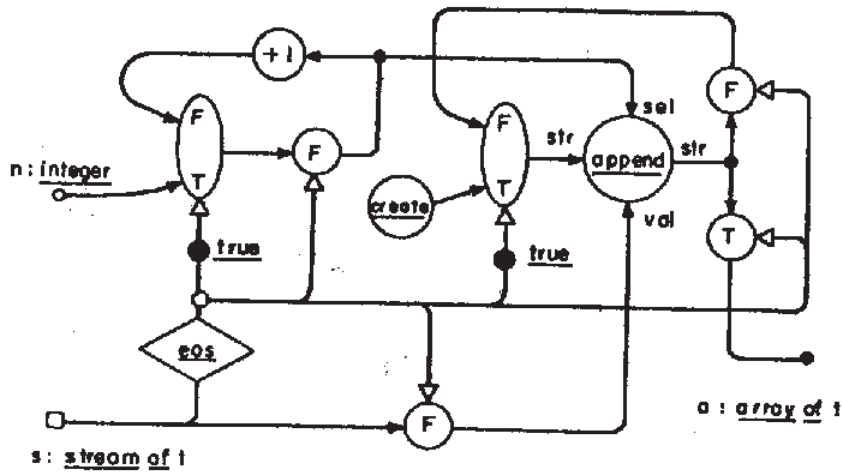 +1
F
T
n : integer
F
true
eos
s : stream of t
F
create
F
T
true
str
append
sel
val
str
F
T
a : array of t